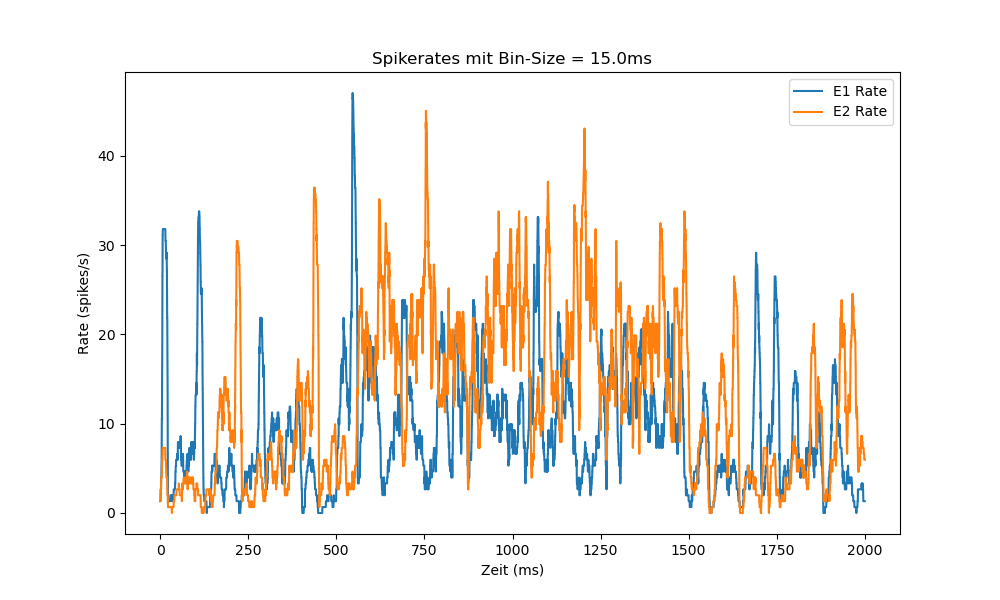 Spikerates mit Bin-Size = 15.0ms
E1 Rate
E2 Rate
Rate (spikes/s)
40
30
20
10
0
0 250 500 750 1000 1250 1500 1750 2000
Zeit (ms)